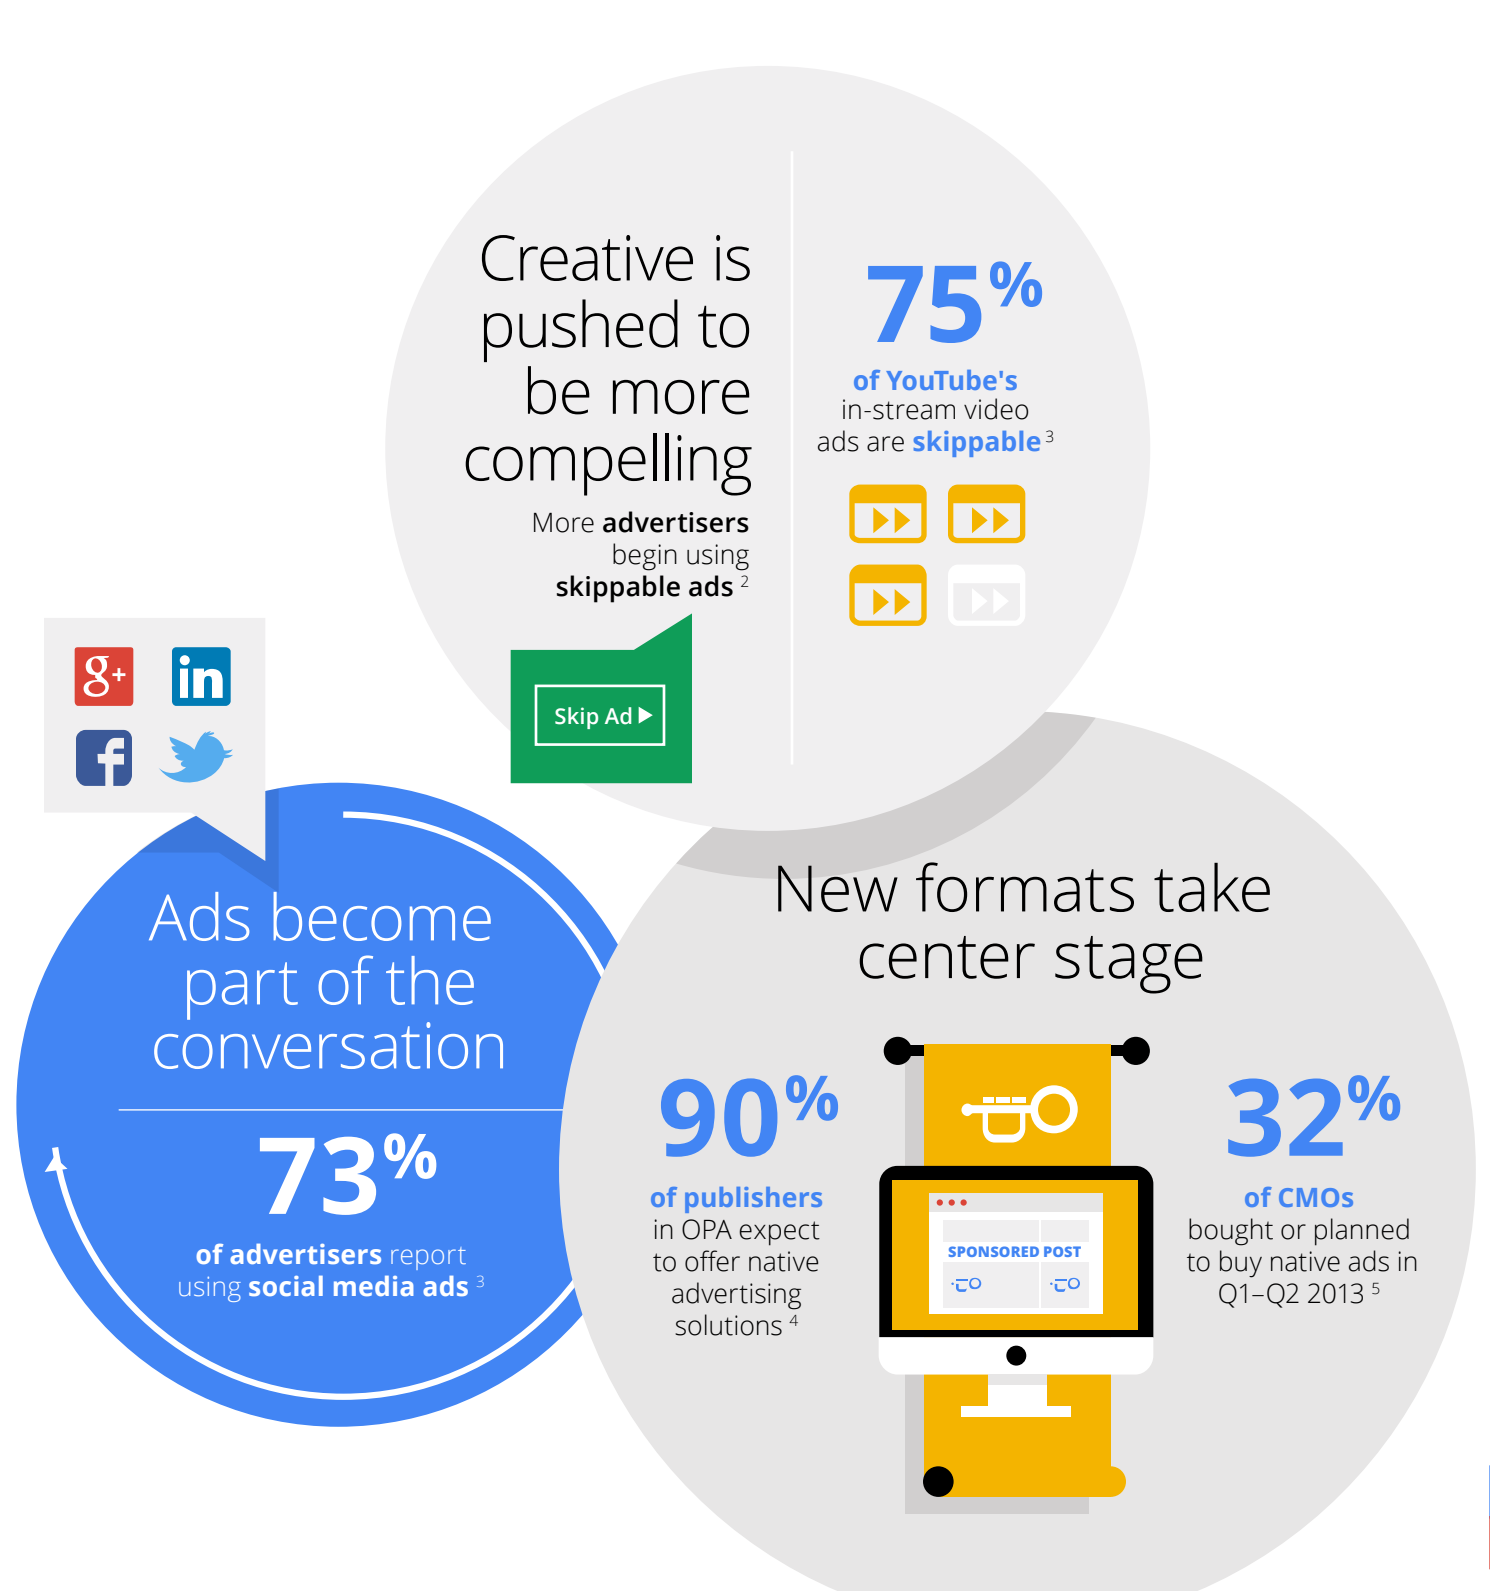 Creative is
pushed to
be more
compelling
More advertisers
begin using
skippable ads 2
Skip Ad
75%
of YouTube's
in-stream video
ads are skippable 3
g+
in
f
Ads become
part of the
conversation
73%
of advertisers report
using social media ads 3
New formats take
center stage
90%
of publishers
in OPA expect
to offer native
advertising
solutions 4
SPONSORED POST
32%
of CMOs
bought or planned
to buy native ads in
Q1–Q2 2013 5